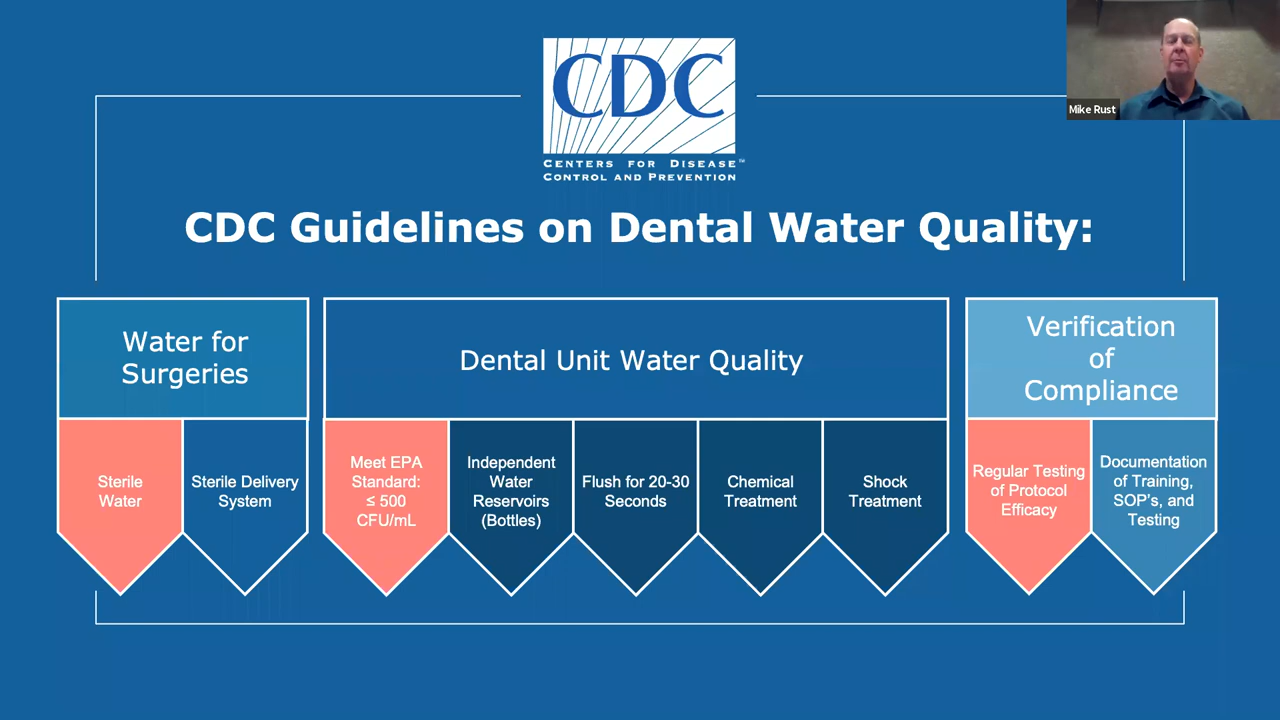 CDC
CENTERS FOR DISEASE™
CONTROL AND PREVENTION
Mike Rust
CDC Guidelines on Dental Water Quality:
Water for
Surgeries
Sterile
Water
Sterile Delivery
System
Dental Unit Water Quality
Meet EPA
Standard:
≤ 500
CFU/mL
Independent
Water
Reservoirs
(Bottles)
Flush for 20-30
Seconds
Chemical
Treatment
Shock
Treatment
Verification
of
Compliance
Regular Testing
of Protocol
Efficacy
Documentation
of Training,
SOP's, and
Testing